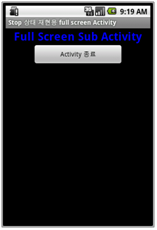 9:19 AM
Stop 상태 재현용 full screen Activity
Full Screen Sub Activity
Activity 종료